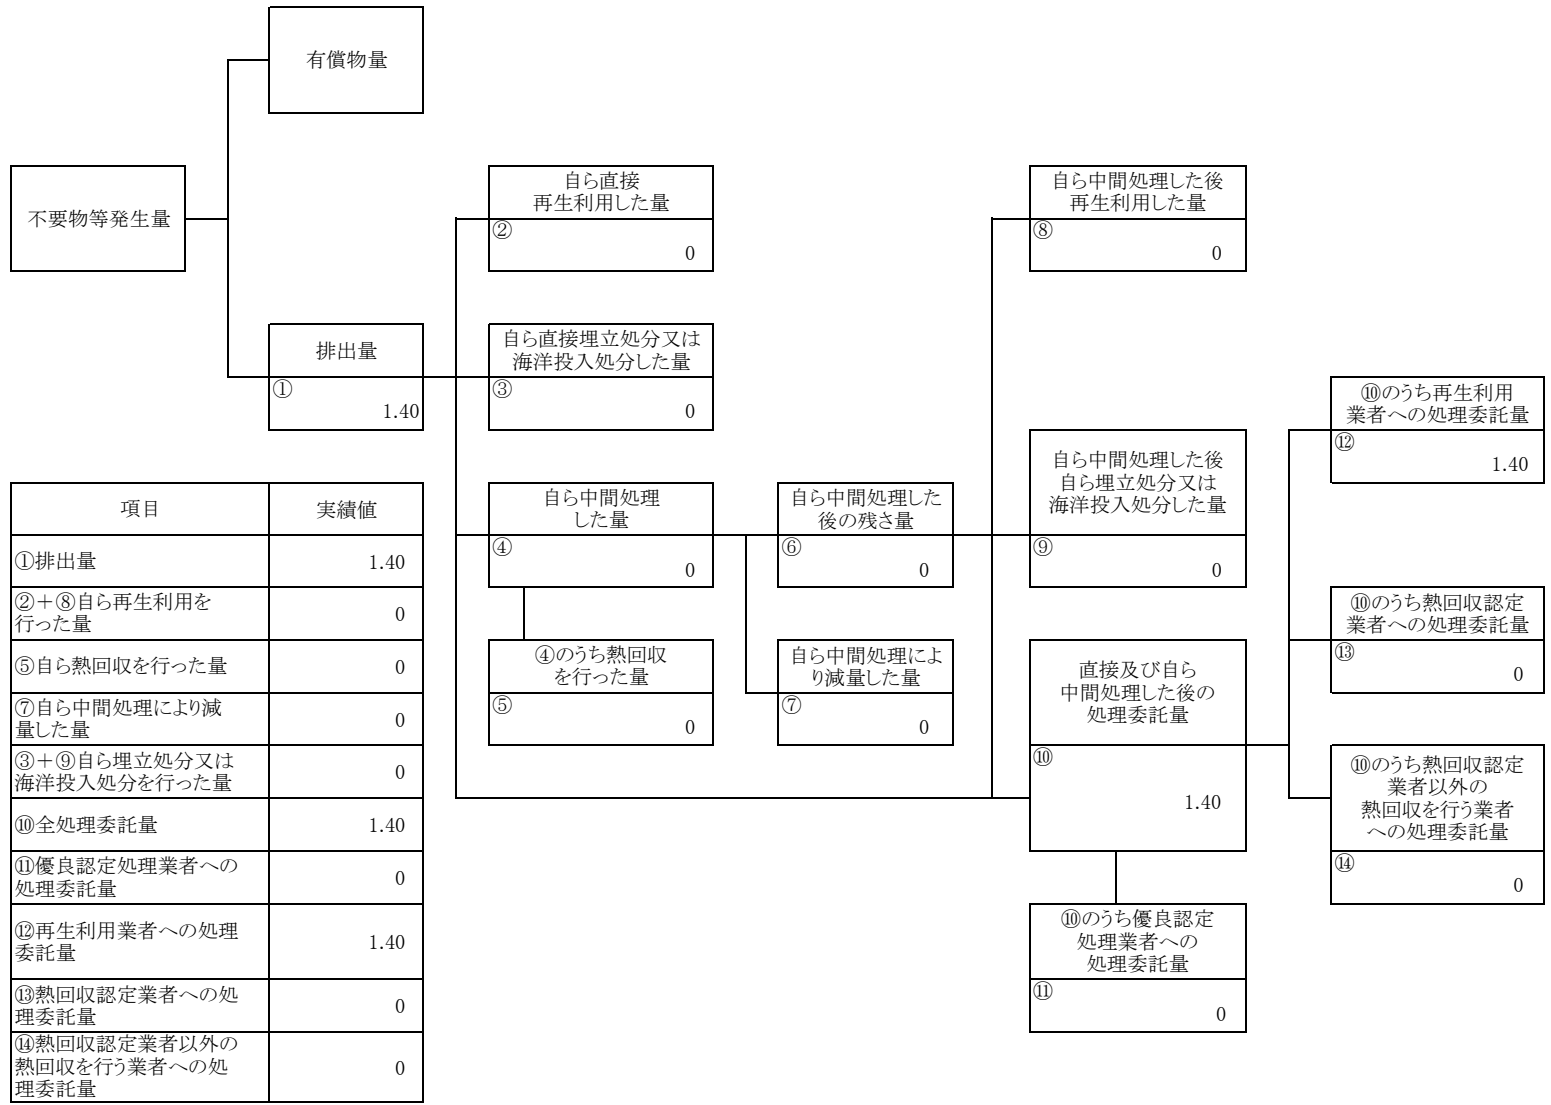 有償物量
不要物等発生量
自ら直接
再生利用した量
②
0
自ら中間処理した後
再生利用した量
⑧
0
排出量
①
1.40
自ら直接埋立処分又は
海洋投入処分した量
③
0
⑩のうち再生利用
業者への処理委託量
⑫
1.40
自ら中間処理
した量
④
0
自ら中間処理した
後の残さ量
⑥
0
自ら中間処理した後
自ら埋立処分又は
海洋投入処分した量
⑨
0
⑩のうち熱回収認定
業者への処理委託量
⑬
0
④のうち熱回収
を行った量
⑤
0
自ら中間処理によ
り減量した量
⑦
0
直接及び自ら
中間処理した後の
処理委託量
⑩
1.40
⑩のうち熱回収認定
業者以外の
熱回収を行う業者
への処理委託量
⑭
0
⑩のうち優良認定
処理業者への
処理委託量
⑪
0
項目 実績値
①排出量 1.40
②＋⑧自ら再生利用を
行った量 0
⑤自ら熱回収を行った量 0
⑦自ら中間処理により減
量した量 0
③＋⑨自ら埋立処分又は
海洋投入処分を行った量 0
⑩全処理委託量 1.40
⑪優良認定処理業者への
処理委託量 0
⑫再生利用業者への処理
委託量 1.40
⑬熱回収認定業者への処
理委託量 0
⑭熱回収認定業者以外の
熱回収を行う業者への処
理委託量 0